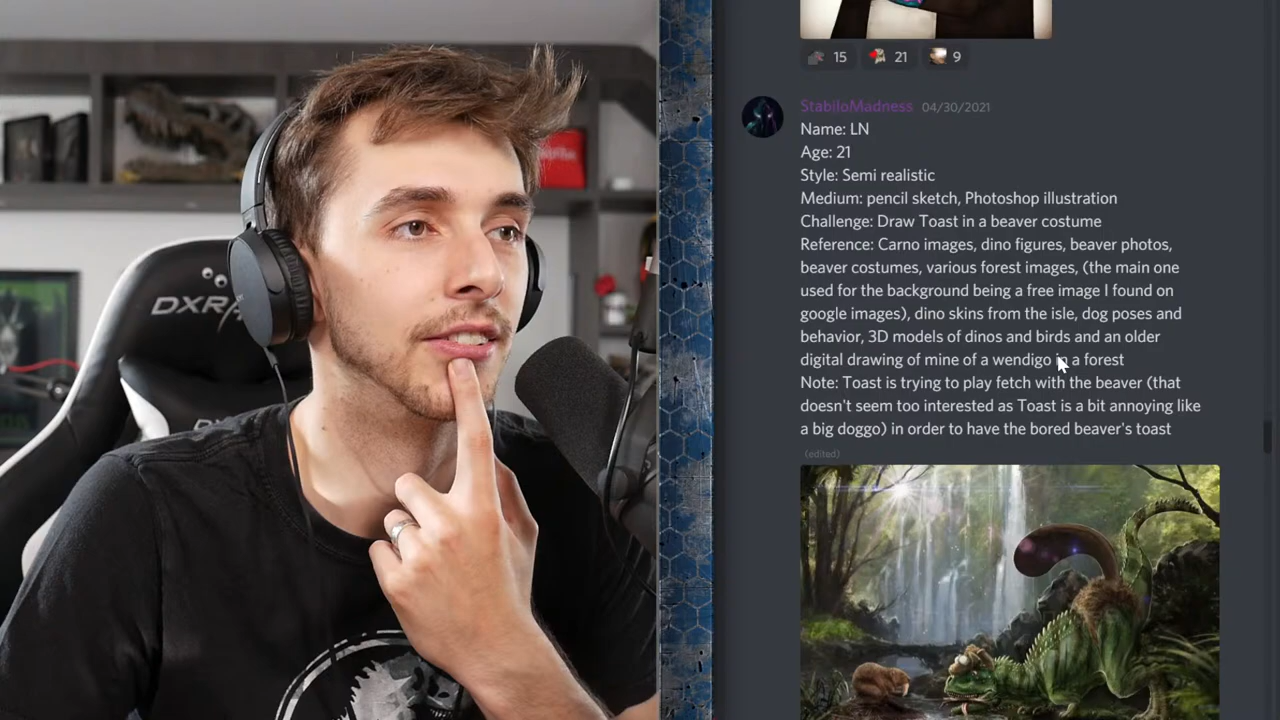 15 21 9
StabiloMadness 04/30/2021
Name: LN
Age: 21
Style: Semi realistic
Medium: pencil sketch, Photoshop illustration
Challenge: Draw Toast in a beaver costume
Reference: Carno images, dino figures, beaver photos,
beaver costumes, various forest images, (the main one
used for the background being a free image I found on
google images), dino skins from the isle, dog poses and
behavior, 3D models of dinos and birds and an older
digital drawing of mine of a wendigo in a forest
Note: Toast is trying to play fetch with the beaver (that
doesn't seem too interested as Toast is a bit annoying like
a big doggo) in order to have the bored beaver's toast
(edited)
DXR